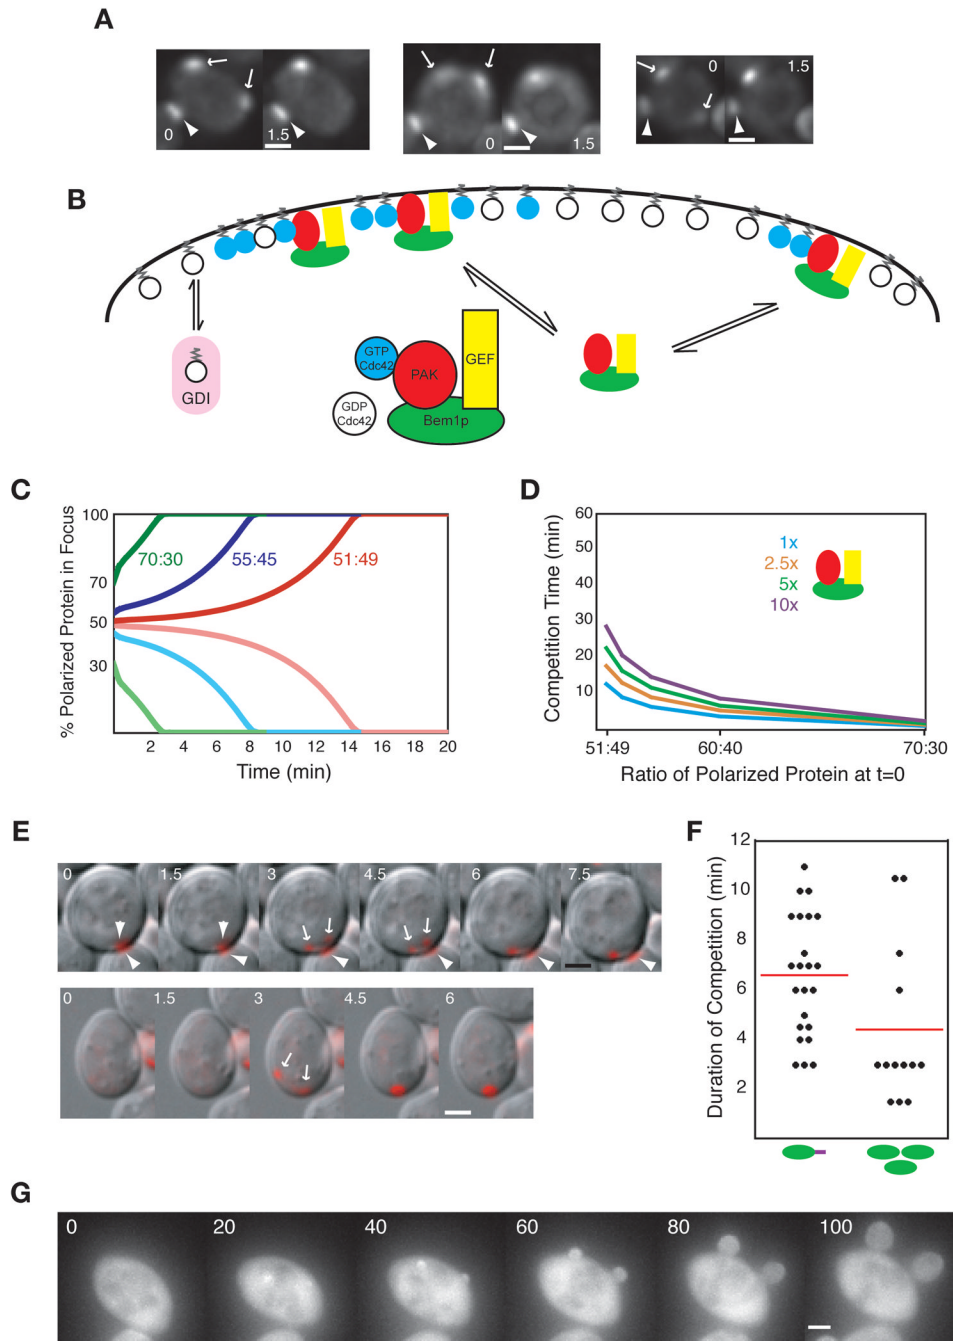 A
0
1.5
0
1.5
0
1.5
B
GDI
GTP
Cdc42
PAK
GEF
GDP
Cdc42
Bem1p
C
% Polarized Protein in Focus
100
70
50
30
70:30
55:45
51:49
2 4 6 8 10 12 14 16 18 20
Time (min)
D
Competition Time (min)
60
50
40
30
20
10
1x
2.5x
5x
10x
51:49 60:40 70:30
Ratio of Polarized Protein at t=0
E
0 1.5 3 4.5 6 7.5
0 1.5 3 4.5 6
F
Duration of Competition (min)
12
10
8
6
4
2
G
0 20 40 60 80 100